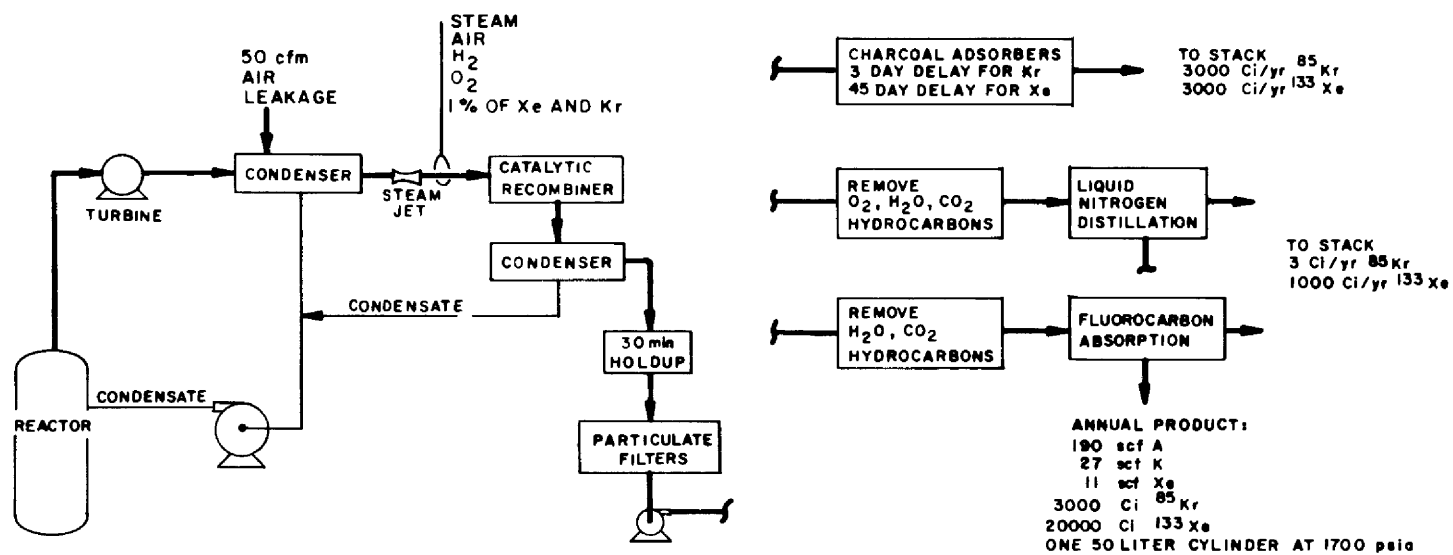 50 cfm
AIR
LEAKAGE
STEAM
AIR
H2
O2
1% OF Xe AND Kr
CONDENSER
STEAM
JET
CATALYTIC
RECOMBINER
TURBINE
CONDENSER
CONDENSATE
30 min
HOLDUP
CONDENSATE
REACTOR
PARTICULATE
FILTERS
CHARCOAL ADSORBERS
3 DAY DELAY FOR Kr
45 DAY DELAY FOR Xe
TO STACK
3000 Ci/yr 85Kr
3000 Ci/yr 133Xe
REMOVE
O2, H2O, CO2
HYDROCARBONS
LIQUID
NITROGEN
DISTILLATION
TO STACK
3 Ci/yr 85Kr
1000 Ci/yr 133Xe
REMOVE
H2O, CO2
HYDROCARBONS
FLUOROCARBON
ABSORPTION
ANNUAL PRODUCT:
190 scf A
27 scf K
11 scf Xe
3000 Ci 85Kr
20000 Ci 133Xe
ONE 50 LITER CYLINDER AT 1700 psia